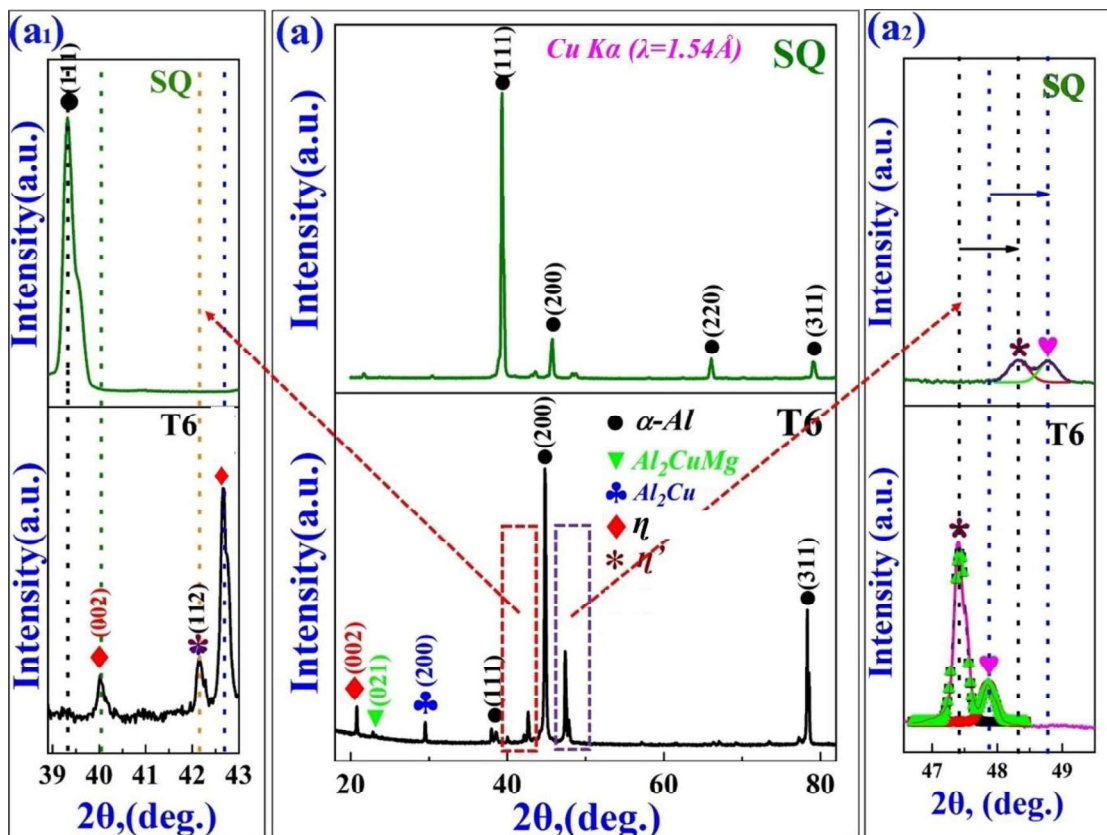 (a₁)
(111)
SQ
Intensity(a.u.)
T6
(002)
(112)
Intensity(a.u.)
39 40 41 42 43
2θ,(deg.)
(a)
Cu Kα (λ=1.54Å)
SQ
(111)
(200)
(220)
(311)
Intensity(a.u.)
T6
(200)
α-Al
Al₂CuMg
Al₂Cu
η
η’
(311)
(002)
(021)
(200)
(111)
Intensity(a.u.)
20 40 60 80
2θ,(deg.)
(a₂)
SQ
Intensity (a.u.)
T6
Intensity (a.u.)
47 48 49
2θ, (deg.)